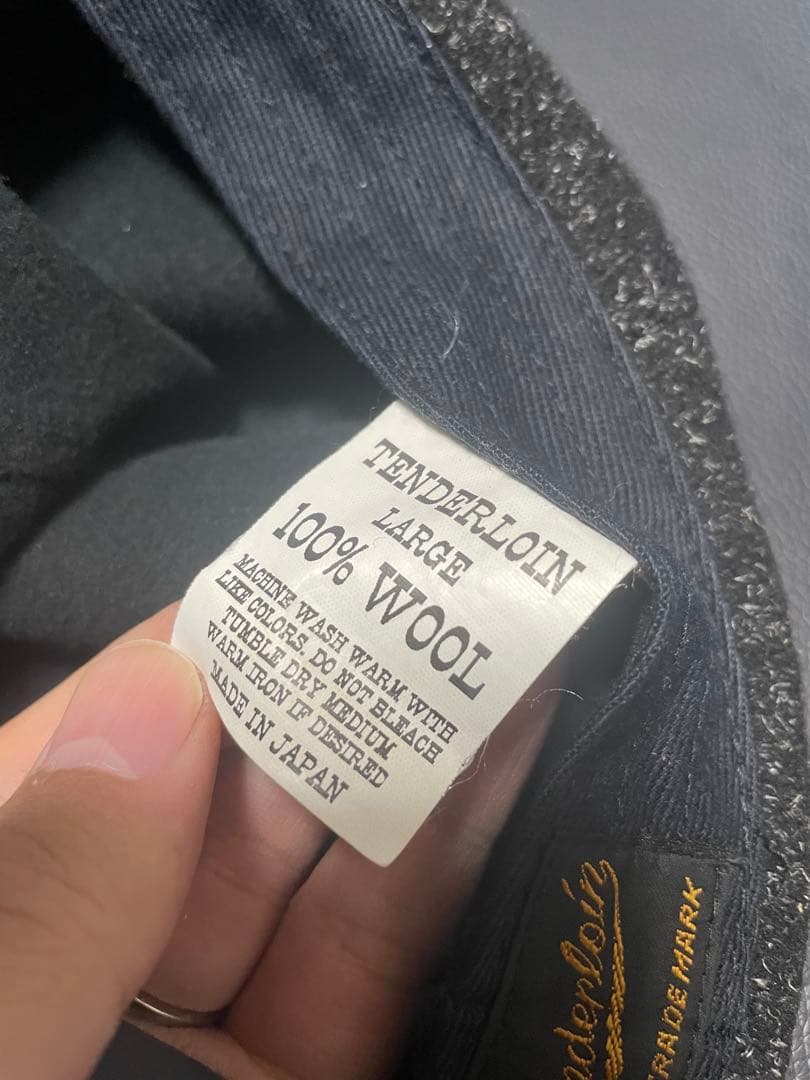 TENDERLOIN
LARGE
100% WOOL
MACHINE WASH WARM WITH
LIKE COLORS, DO NOT BLEACH
TUMBLE DRY MEDIUM
WARM IRON IF DESIRED
MADE IN JAPAN
nderloin
TRADE MARK